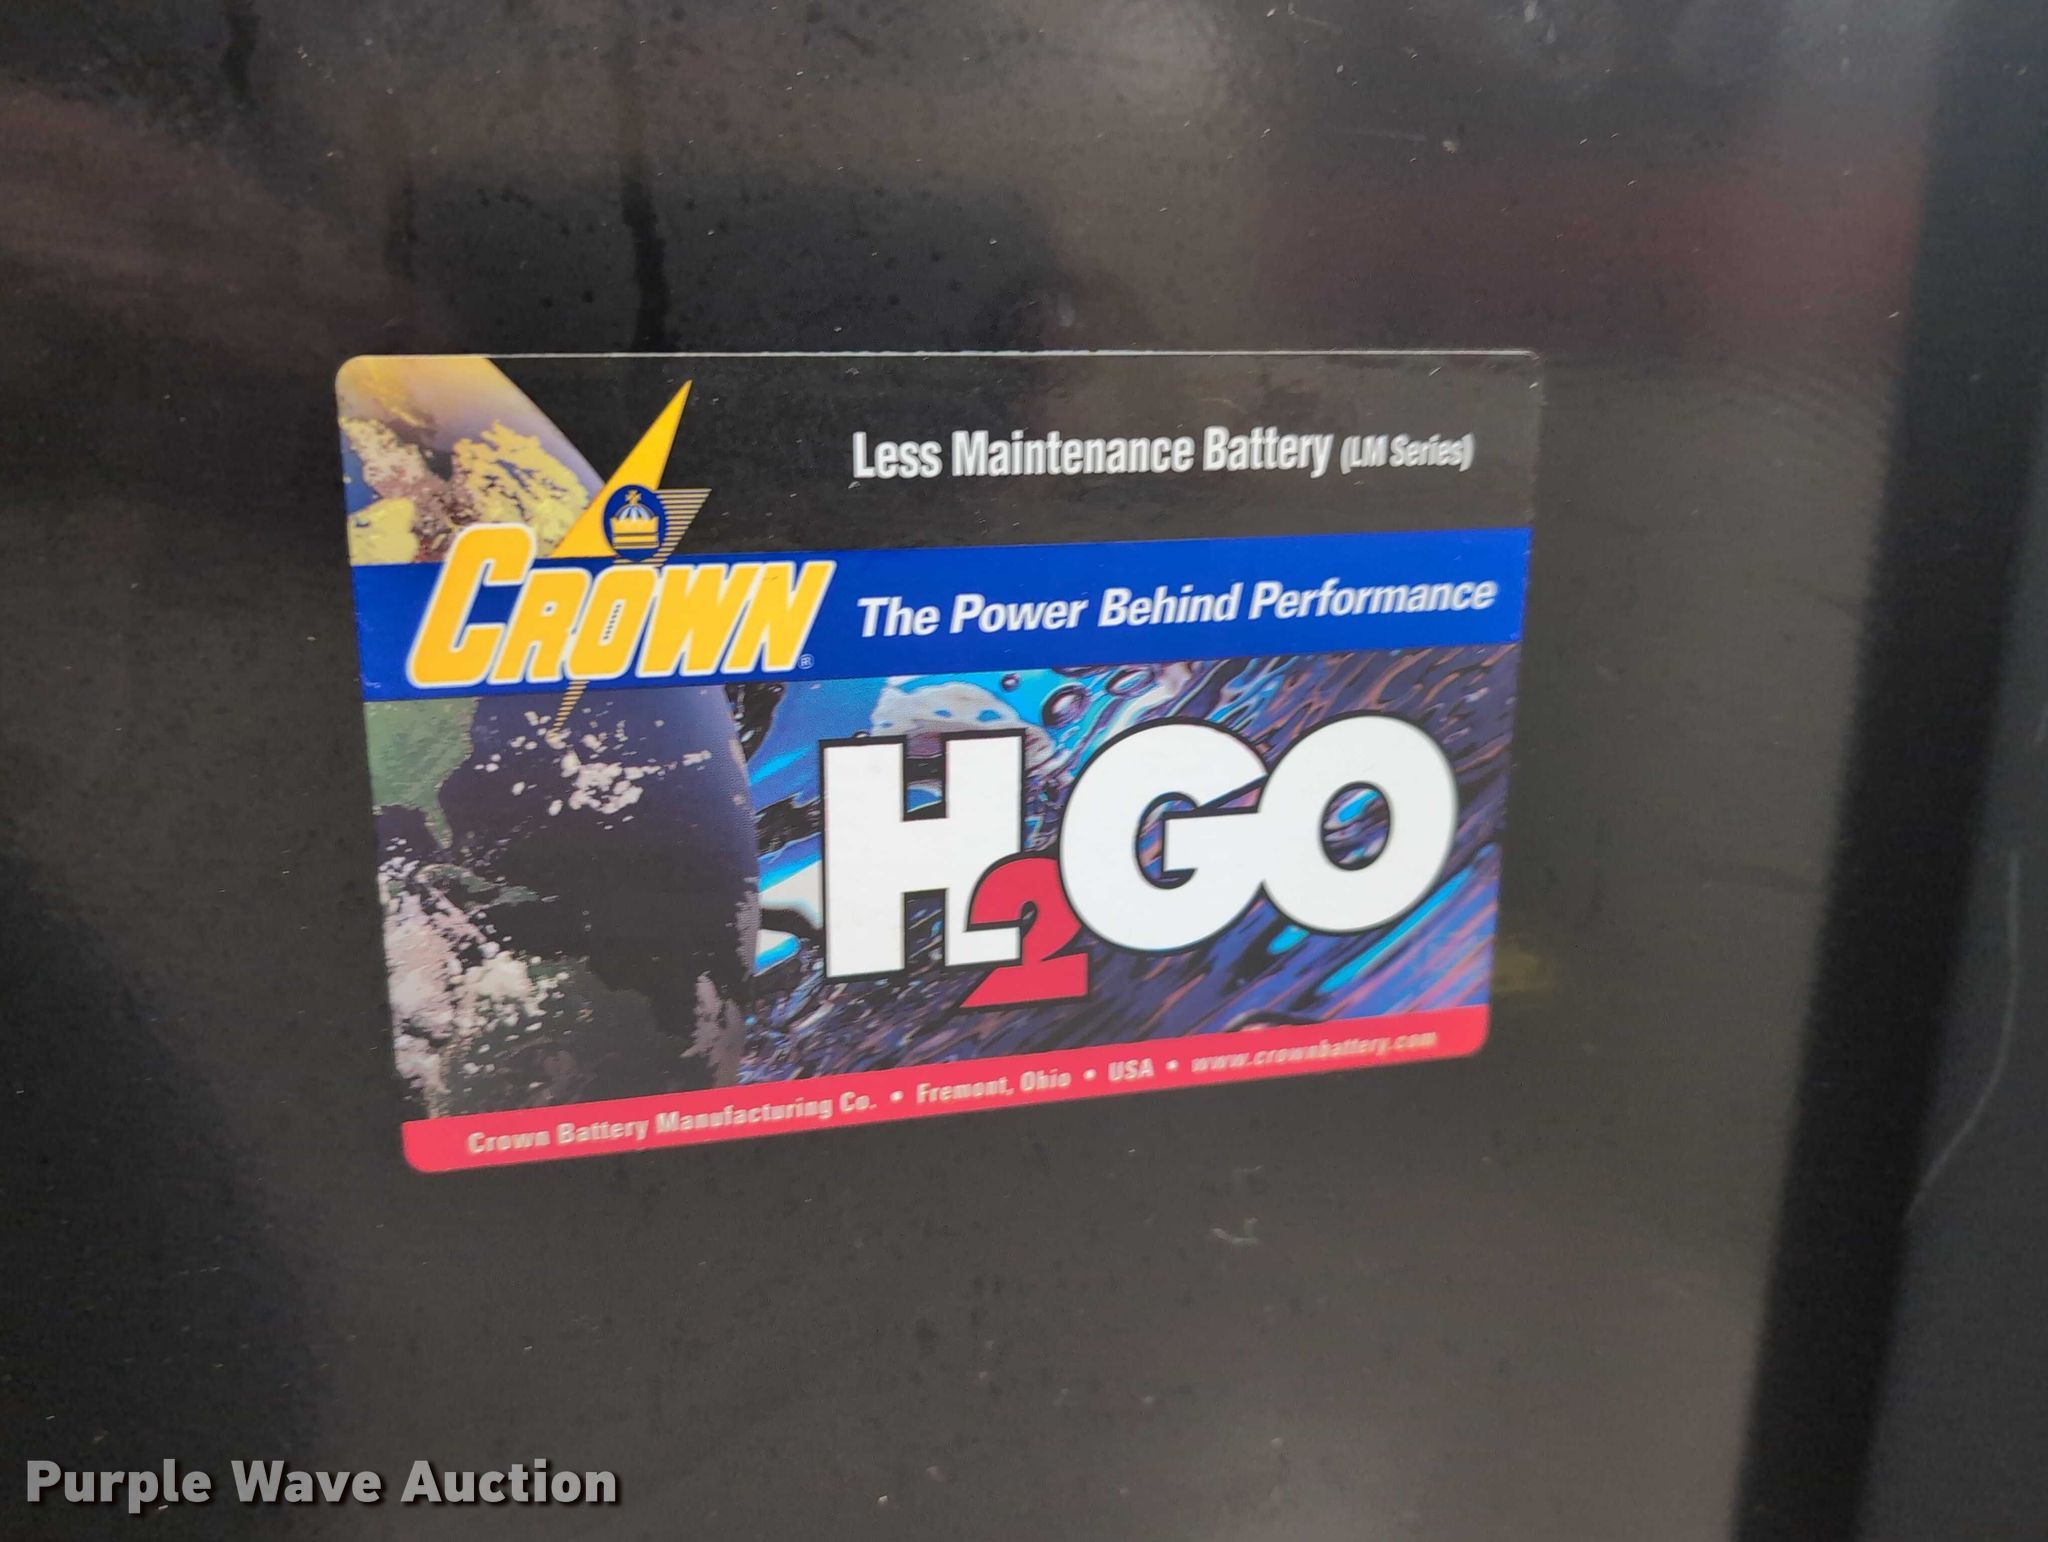 Less Maintenance Battery (LM Series)
CROWN®
The Power Behind Performance
H2GO
Crown Battery Manufacturing Co. • Fremont, Ohio • USA • www.crownbattery.com
Purple Wave Auction